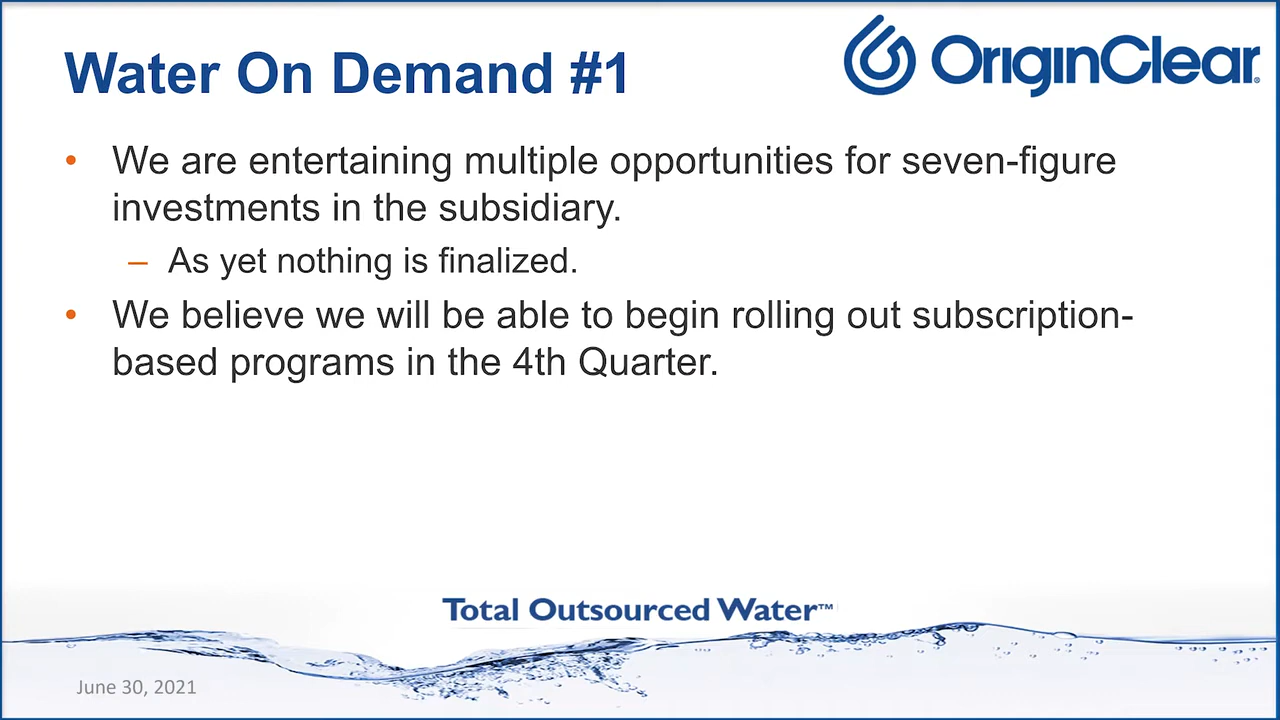 Water On Demand #1
OriginClear®
• We are entertaining multiple opportunities for seven-figure
investments in the subsidiary.
– As yet nothing is finalized.
• We believe we will be able to begin rolling out subscription-
based programs in the 4th Quarter.
Total Outsourced Water™
June 30, 2021